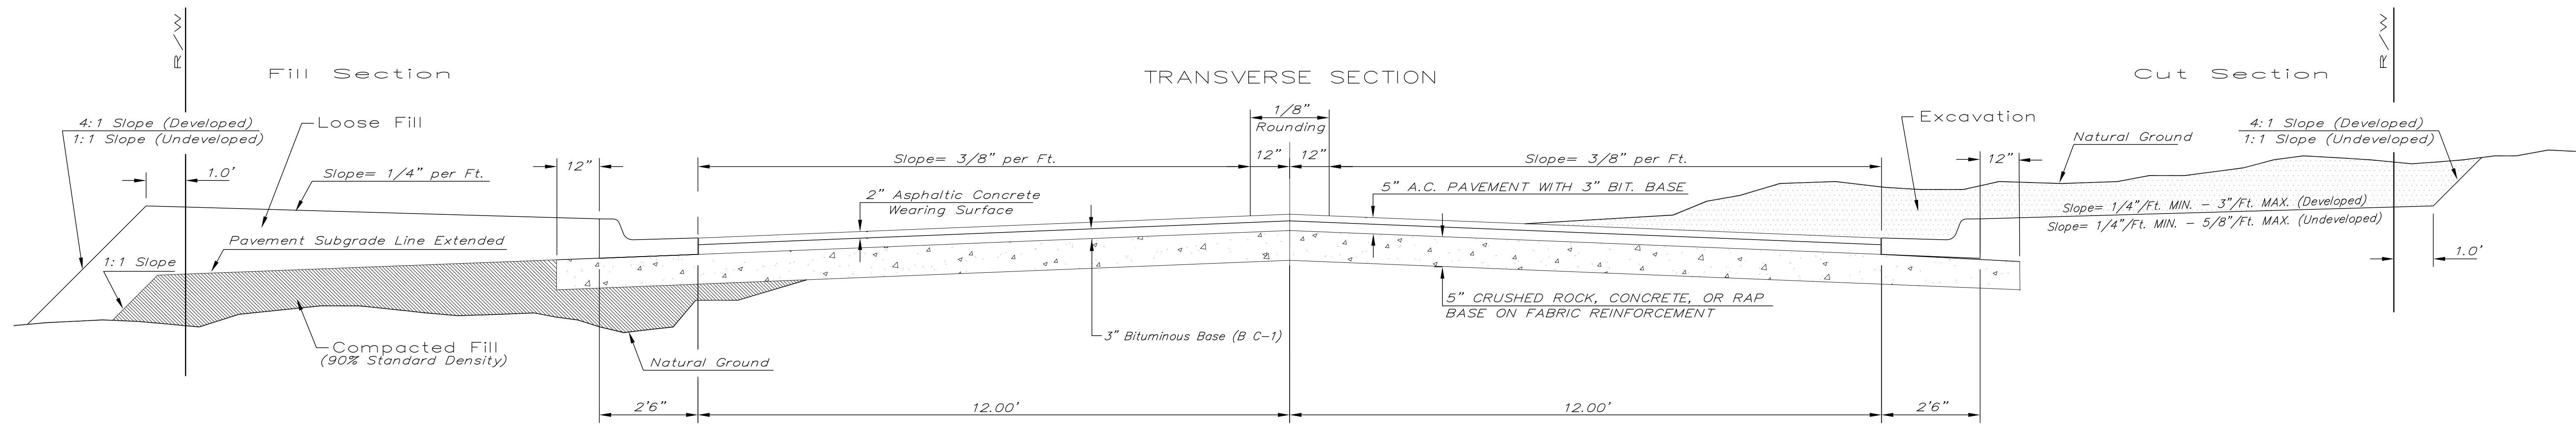 R/W
R/W
Fill Section
TRANSVERSE SECTION
Cut Section
4:1 Slope (Developed)
1:1 Slope (Undeveloped)
Loose Fill
1/8"
Rounding
Excavation
Natural Ground
4:1 Slope (Developed)
1:1 Slope (Undeveloped)
1.0'
Slope= 1/4" per Ft.
12"
Slope= 3/8" per Ft.
12"
12"
Slope= 3/8" per Ft.
12"
2" Asphaltic Concrete
Wearing Surface
5" A.C. PAVEMENT WITH 3" BIT. BASE
Slope= 1/4"/Ft. MIN. - 3"/Ft. MAX. (Developed)
Slope= 1/4"/Ft. MIN. - 5/8"/Ft. MAX. (Undeveloped)
Pavement Subgrade Line Extended
1:1 Slope
1.0'
5" CRUSHED ROCK, CONCRETE, OR RAP
BASE ON FABRIC REINFORCEMENT
3" Bituminous Base (B C-1)
Compacted Fill
(90% Standard Density)
Natural Ground
2'6"
12.00'
12.00'
2'6"